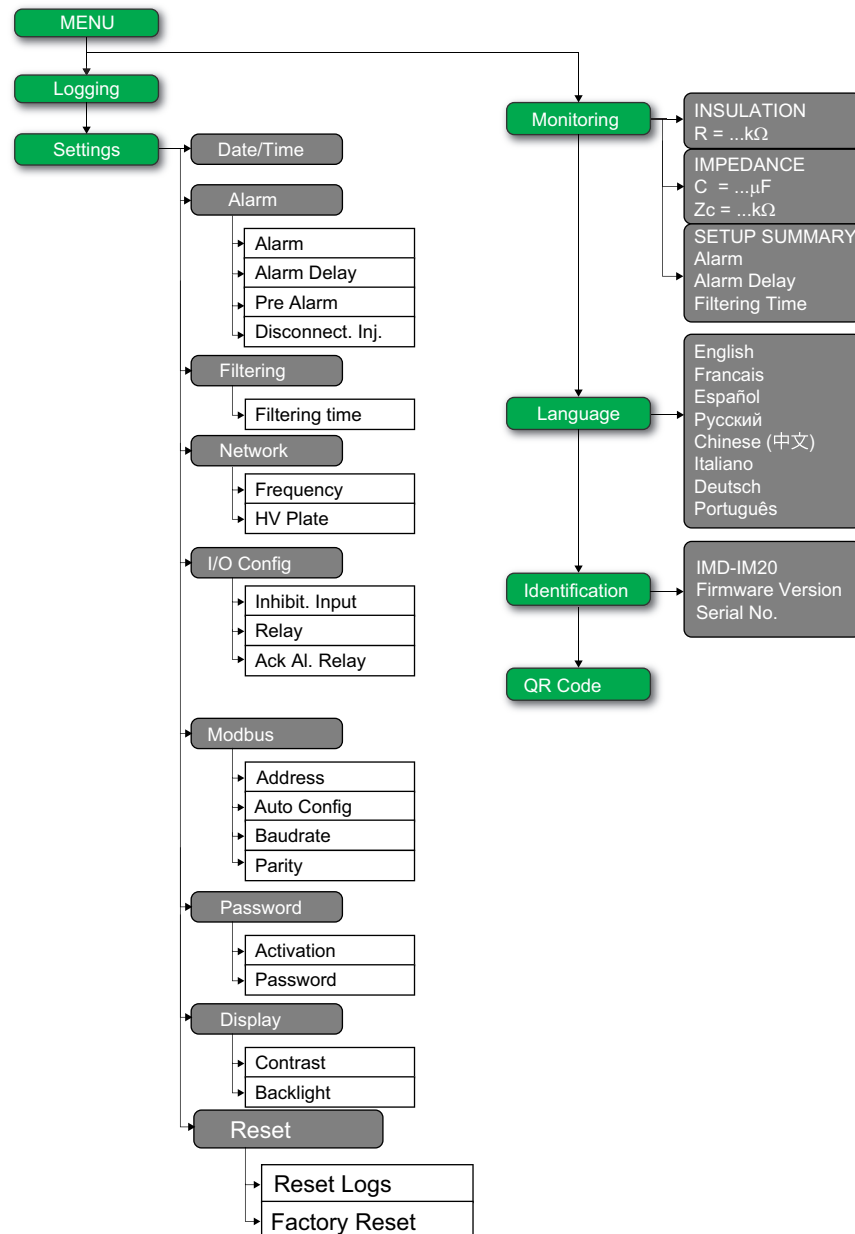 MENU
Logging
Settings
Date/Time
Alarm
Alarm
Alarm Delay
Pre Alarm
Disconnect. Inj.
Filtering
Filtering time
Network
Frequency
HV Plate
I/O Config
Inhibit. Input
Relay
Ack Al. Relay
Modbus
Address
Auto Config
Baudrate
Parity
Password
Activation
Password
Display
Contrast
Backlight
Reset
Reset Logs
Factory Reset
Monitoring
INSULATION
R = ...kΩ
IMPEDANCE
C = ...µF
Zc = ...kΩ
SETUP SUMMARY
Alarm
Alarm Delay
Filtering Time
Language
English
Francais
Español
Русский
Chinese (中文)
Italiano
Deutsch
Português
Identification
IMD-IM20
Firmware Version
Serial No.
QR Code